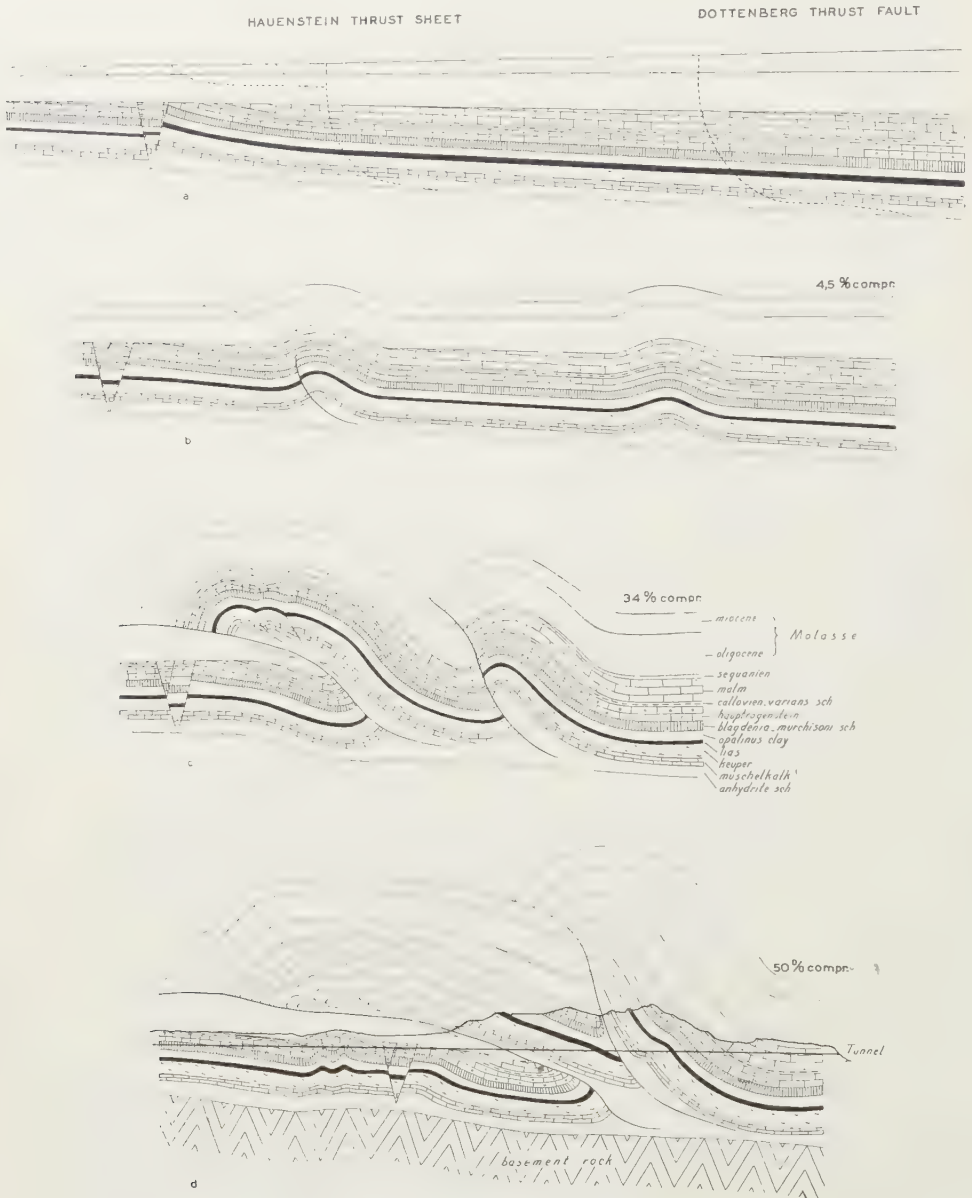 HAUENSTEIN THRUST SHEET
DOTTENBERG THRUST FAULT
a
4,5 % compr.
b
34 % compr.
miocene
Molasse
oligocene
sequanien
malm
callovien, varians sch
hauptrogenstein
blagdenia-murchisoni sch
opalinus clay
lias
keuper
muschelkalk
anhydrite sch
c
50 % compr.
Tunnel
basement rock
d